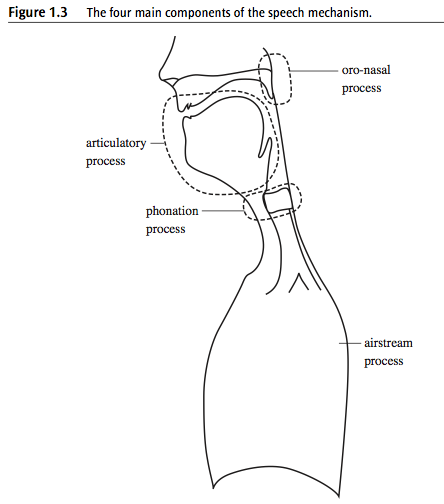 Figure 1.3 The four main components of the speech mechanism.
oro-nasal
process
articulatory
process
phonation
process
airstream
process